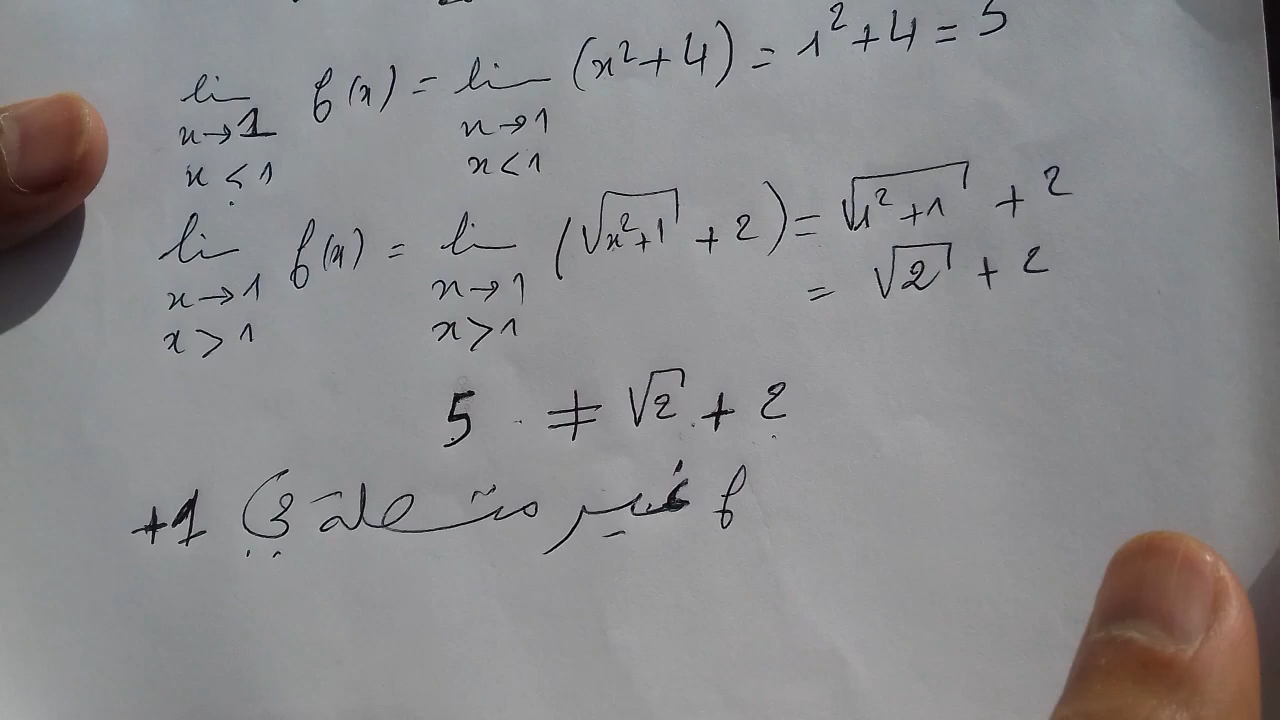 lim f(x) = lim (x²+4) = 1²+4 = 5
x→1 x→1
x<1 x<1
lim f(x) = lim (√(x²+1) + 2) = √(1²+1) + 2
x→1 x→1 = √2 + 2
x>1 x>1
5 ≠ √2 + 2
f غير متصلة في +1